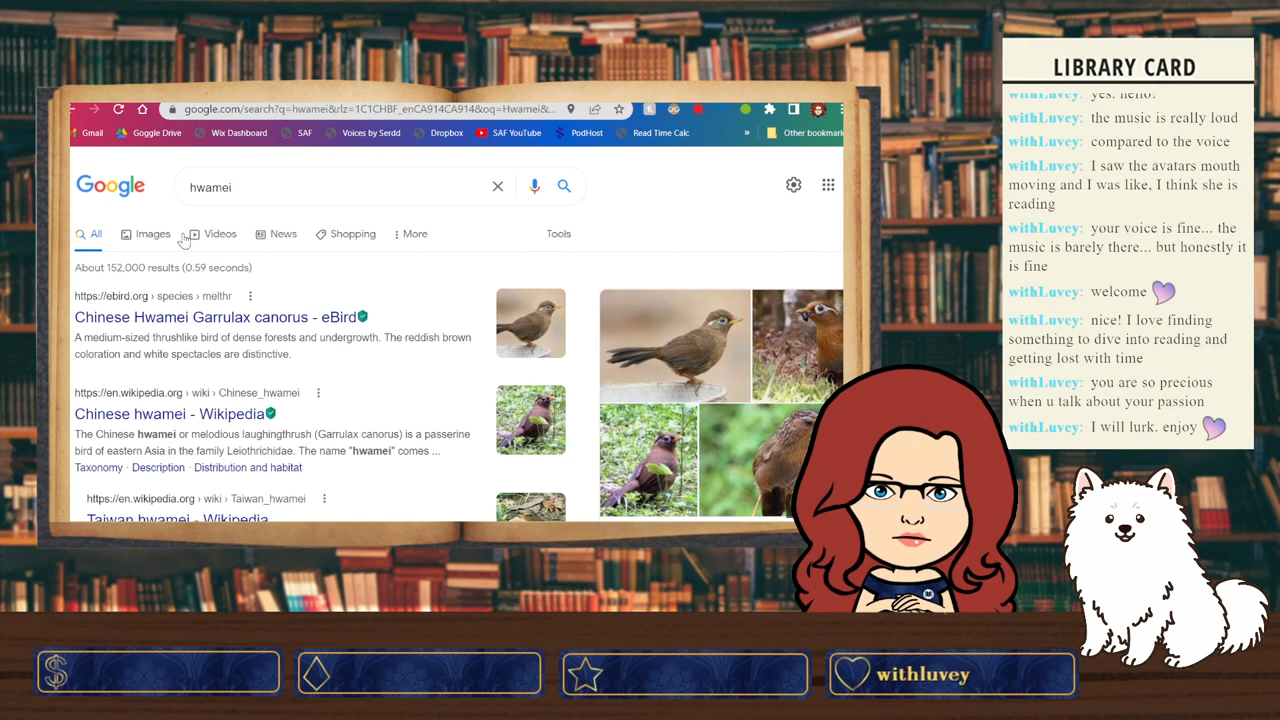 google.com/search?q=hwamei&rlz=1C1CHBF_enCA914CA914&oq=Hwamei&...
Gmail Google Drive Wix Dashboard SAF Voices by Serdd Dropbox SAF YouTube PodHost Read Time Calc » Other bookmark
Google
hwamei
All Images Videos News Shopping More Tools
About 152,000 results (0.59 seconds)
https://ebird.org › species › melthr
Chinese Hwamei Garrulax canorus - eBird
A medium-sized thrushlike bird of dense forests and undergrowth. The reddish brown
coloration and white spectacles are distinctive.
https://en.wikipedia.org › wiki › Chinese_hwamei
Chinese hwamei - Wikipedia
The Chinese hwamei or melodious laughingthrush (Garrulax canorus) is a passerine
bird of eastern Asia in the family Leiothrichidae. The name "hwamei" comes ...
Taxonomy · Description · Distribution and habitat
https://en.wikipedia.org › wiki › Taiwan_hwamei
Taiwan hwamei - Wikipedia
LIBRARY CARD
withLuvey: yes. hello!
withLuvey: the music is really loud
withLuvey: compared to the voice
withLuvey: I saw the avatars mouth
moving and I was like, I think she is
reading
withLuvey: your voice is fine... the
music is barely there... but honestly it
is fine
withLuvey: welcome
withLuvey: nice! I love finding
something to dive into reading and
getting lost with time
withLuvey: you are so precious
when u talk about your passion
withLuvey: I will lurk. enjoy
$
withluvey